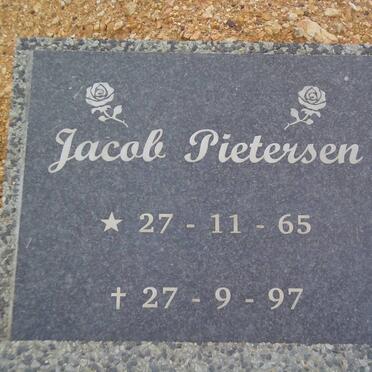 Jacob Pietersen
★ 27 - 11 - 65
✝ 27 - 9 - 97